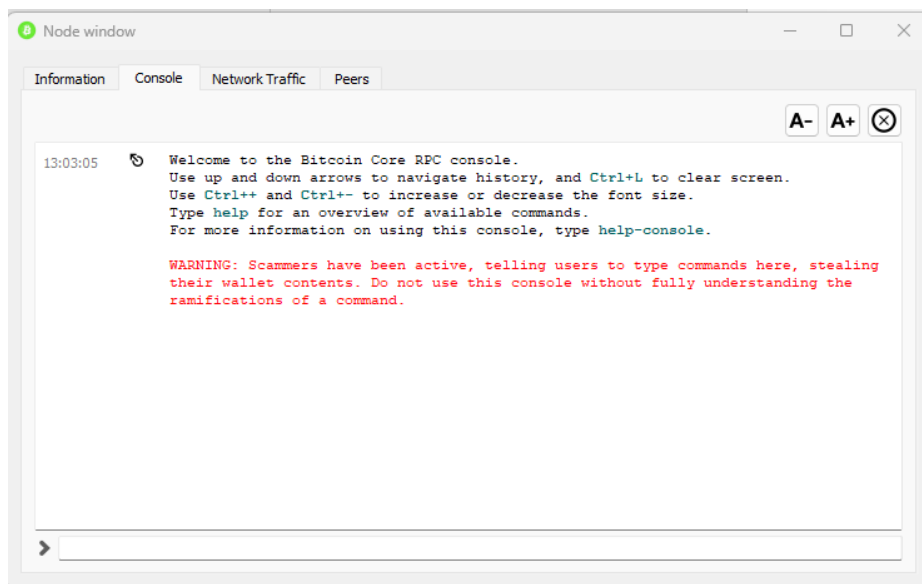 Node window
Information Console Network Traffic Peers
A- A+
13:03:05 Welcome to the Bitcoin Core RPC console.
Use up and down arrows to navigate history, and Ctrl+L to clear screen.
Use Ctrl++ and Ctrl+- to increase or decrease the font size.
Type help for an overview of available commands.
For more information on using this console, type help-console.
WARNING: Scammers have been active, telling users to type commands here, stealing
their wallet contents. Do not use this console without fully understanding the
ramifications of a command.